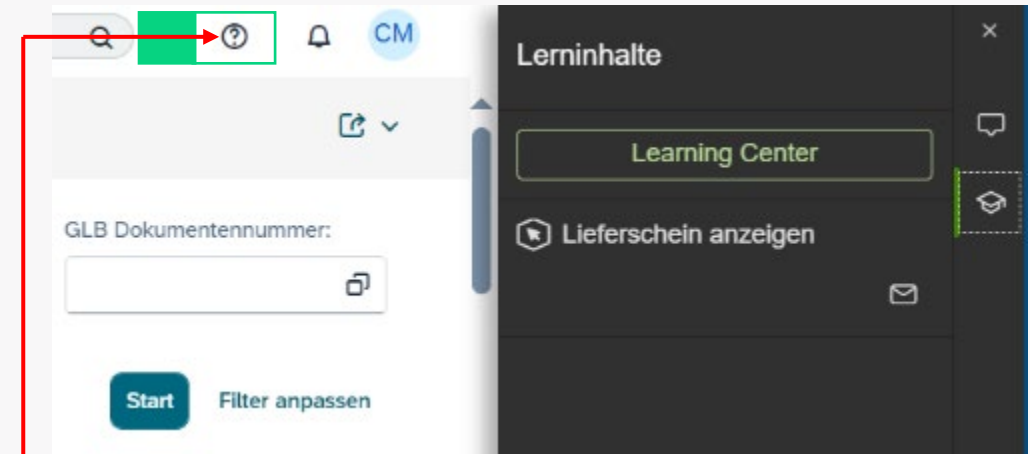 CM
GLB Dokumentennummer:
Start
Filter anpassen
Lerninhalte
Learning Center
Lieferschein anzeigen